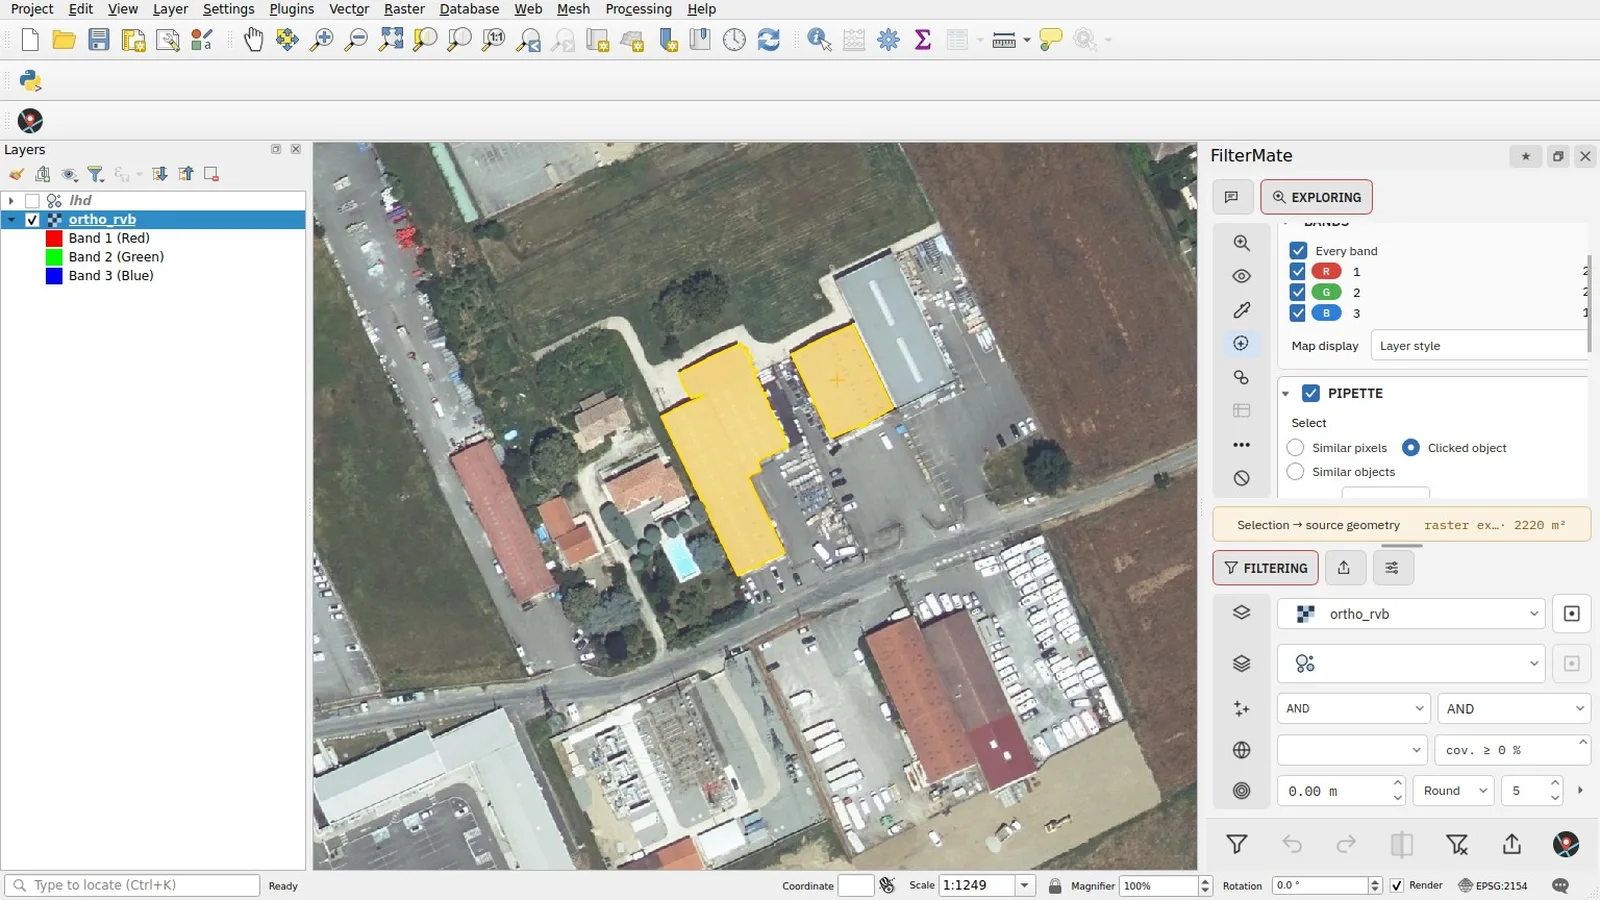 Project Edit View Layer Settings Plugins Vector Raster Database Web Mesh Processing Help
Layers
lhd
ortho_rvb
Band 1 (Red)
Band 2 (Green)
Band 3 (Blue)
FilterMate
EXPLORING
BANDS
Every band
R 1
G 2
B 3
Map display Layer style
PIPETTE
Select
Similar pixels Clicked object
Similar objects
Selection → source geometry raster ex…· 2220 m²
FILTERING
ortho_rvb
AND AND
cov. ≥ 0 %
0.00 m Round 5
Type to locate (Ctrl+K) Ready Coordinate Scale 1:1249 Magnifier 100% Rotation 0.0 ° Render EPSG:2154